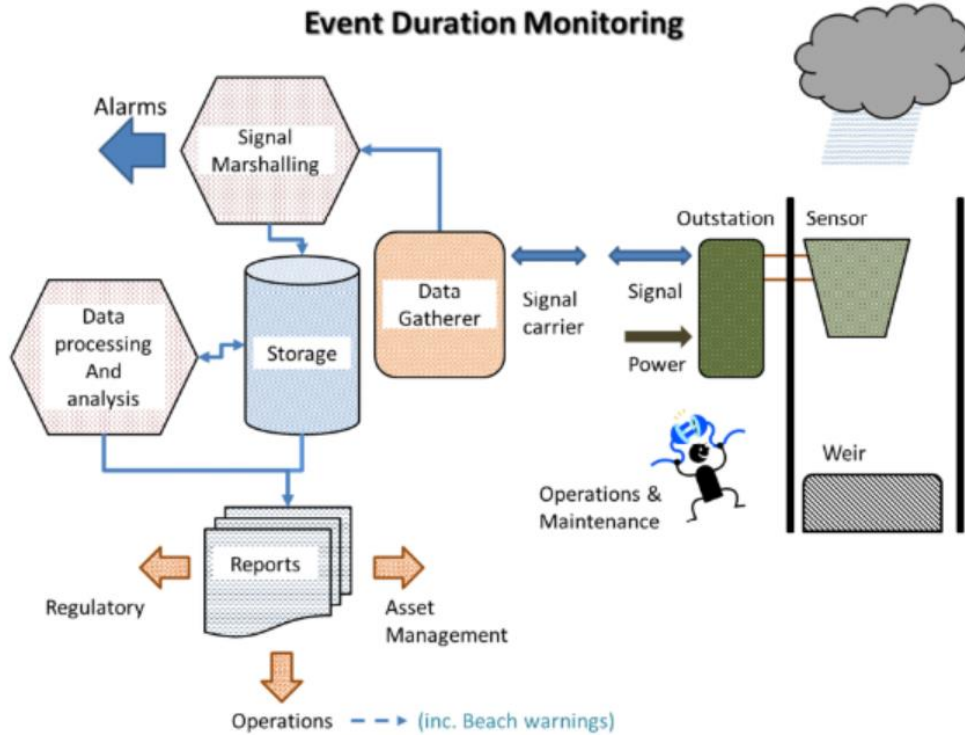 Event Duration Monitoring
Alarms
Signal
Marshalling
Outstation
Sensor
Data
Gatherer
Signal
carrier
Signal
Power
Data
processing
And
analysis
Storage
Weir
Operations &
Maintenance
Reports
Regulatory
Asset
Management
Operations
(inc. Beach warnings)